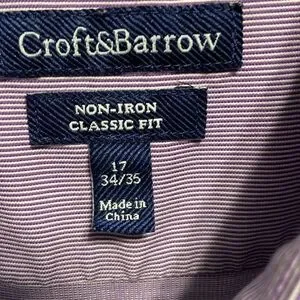 Croft&Barrow
NON-IRON
CLASSIC FIT
17
34/35
Made in
China